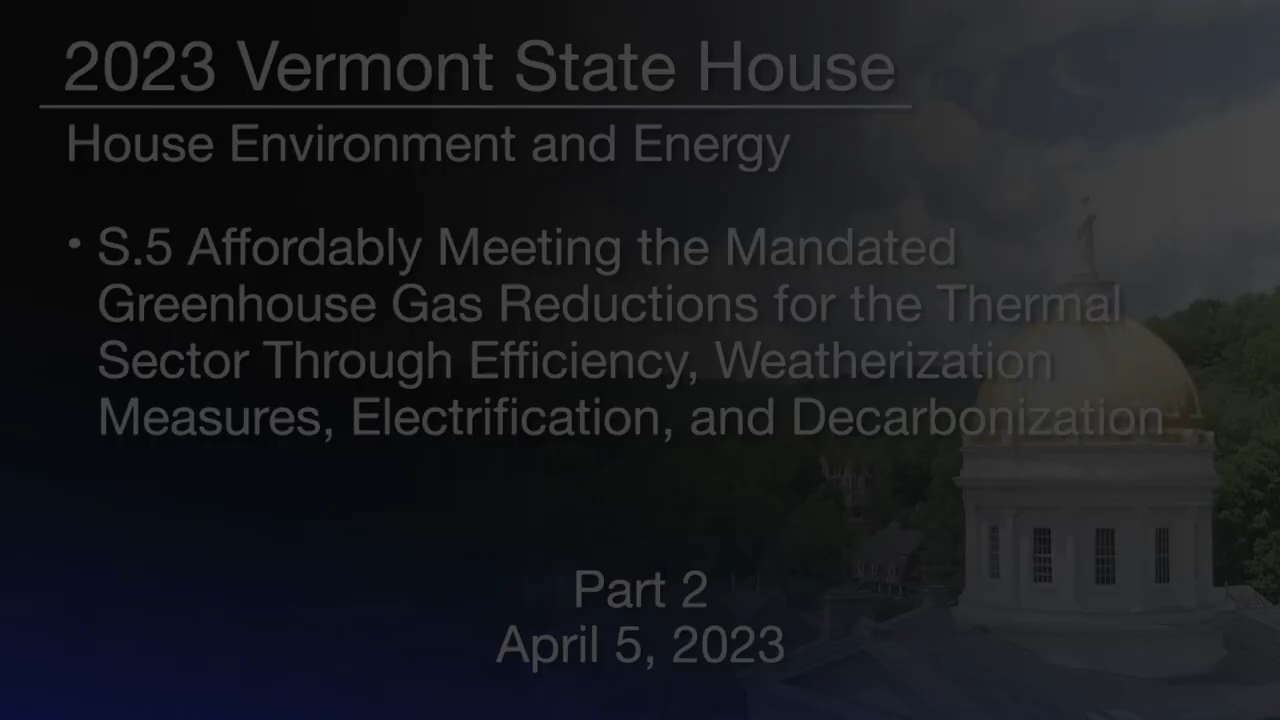 2023 Vermont State House
House Environment and Energy
• S.5 Affordably Meeting the Mandated
Greenhouse Gas Reductions for the Thermal
Sector Through Efficiency, Weatherization
Measures, Electrification, and Decarbonization
Part 2
April 5, 2023